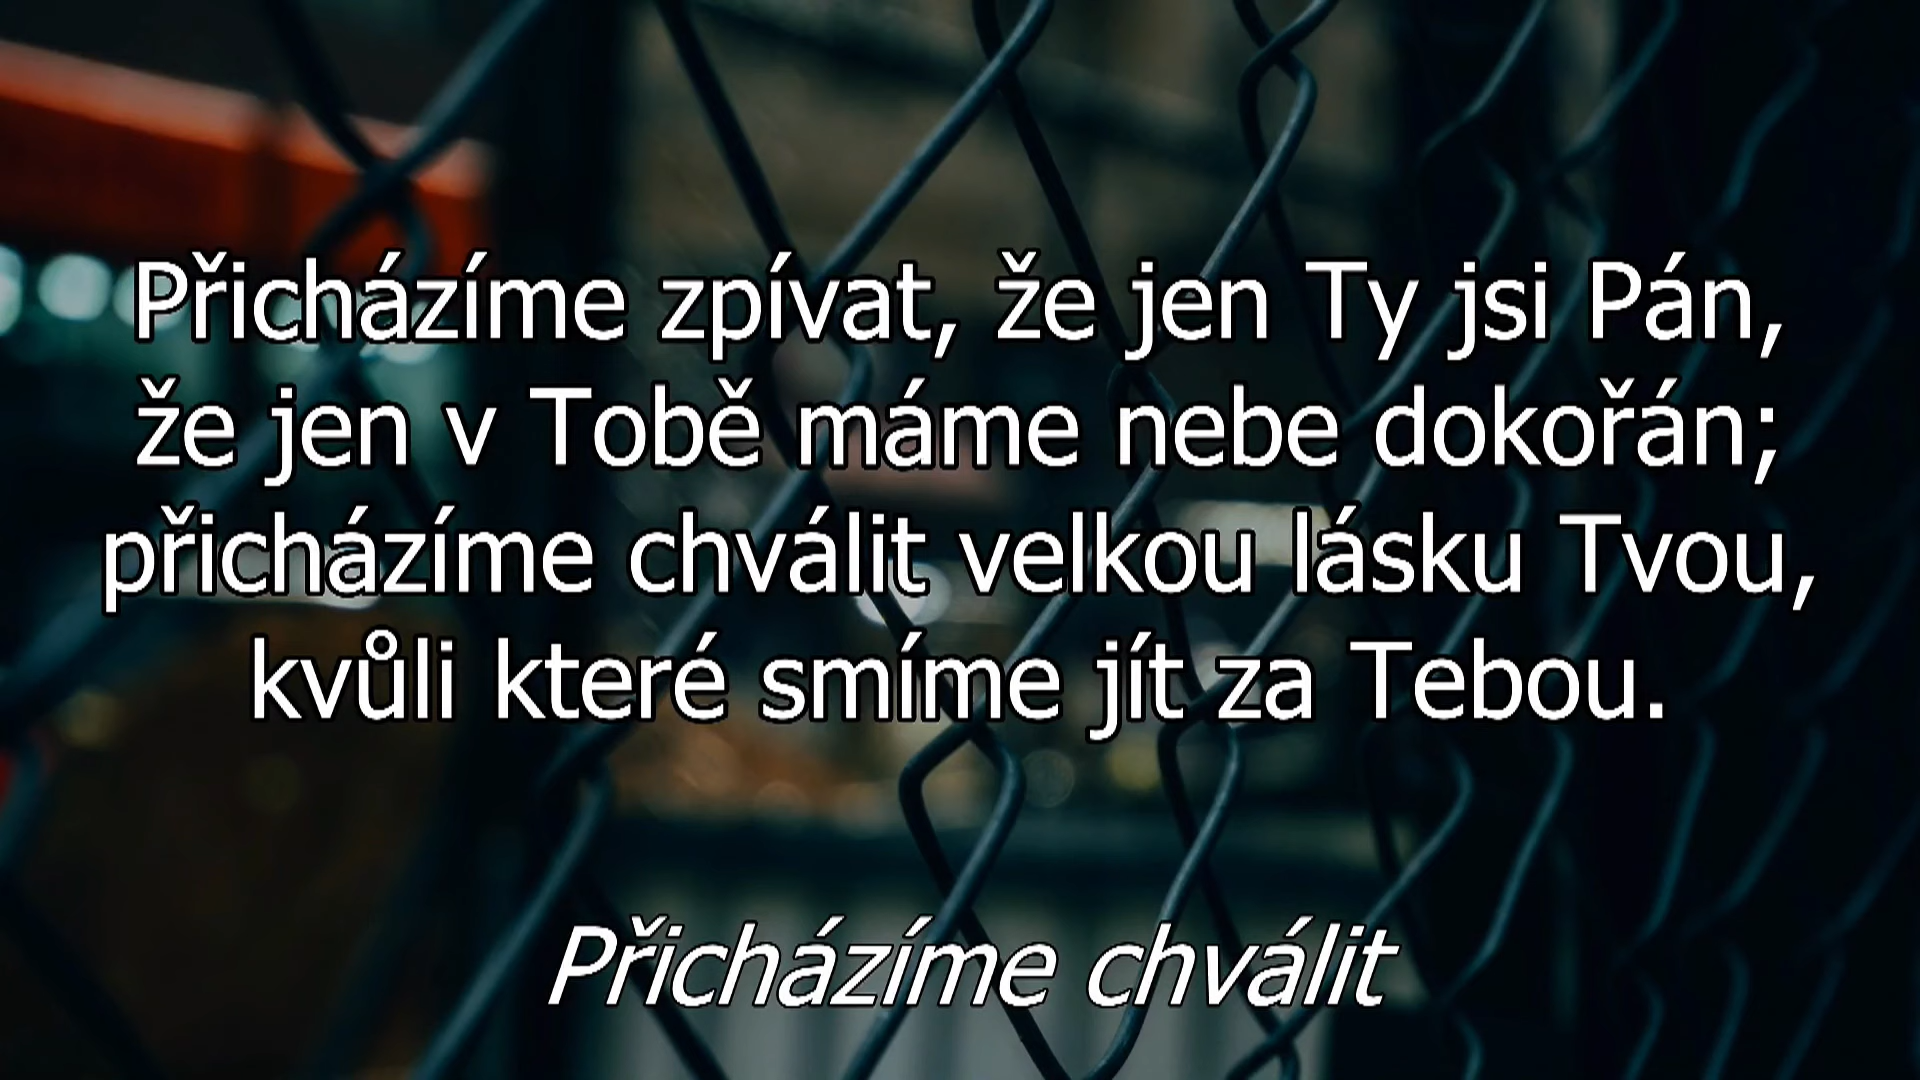 Přicházíme zpívat, že jen Ty jsi Pán,
že jen v Tobě máme nebe dokořán;
přicházíme chválit velkou lásku Tvou,
kvůli které smíme jít za Tebou.
Přicházíme chválit